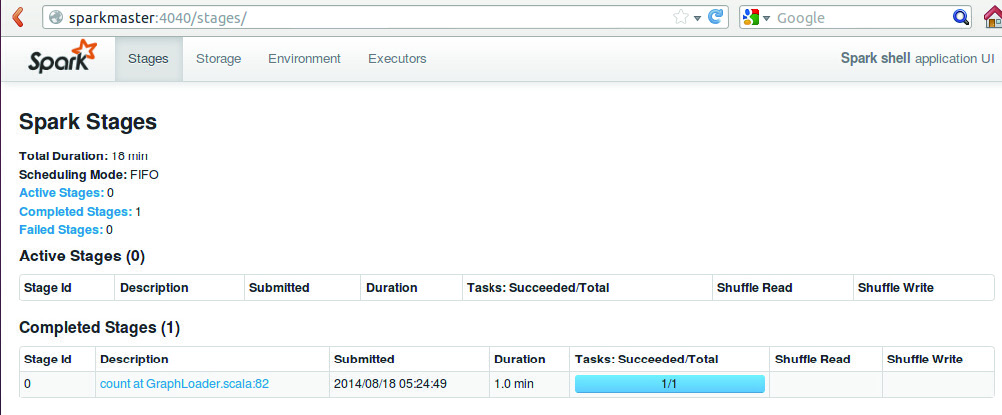 sparkmaster:4040/stages/
Google
Spark
Stages
Storage
Environment
Executors
Spark shell application UI
Spark Stages
Total Duration: 18 min
Scheduling Mode: FIFO
Active Stages: 0
Completed Stages: 1
Failed Stages: 0
Active Stages (0)
Stage Id Description Submitted Duration Tasks: Succeeded/Total Shuffle Read Shuffle Write
Completed Stages (1)
Stage Id Description Submitted Duration Tasks: Succeeded/Total Shuffle Read Shuffle Write
0 count at GraphLoader.scala:82 2014/08/18 05:24:49 1.0 min 1/1